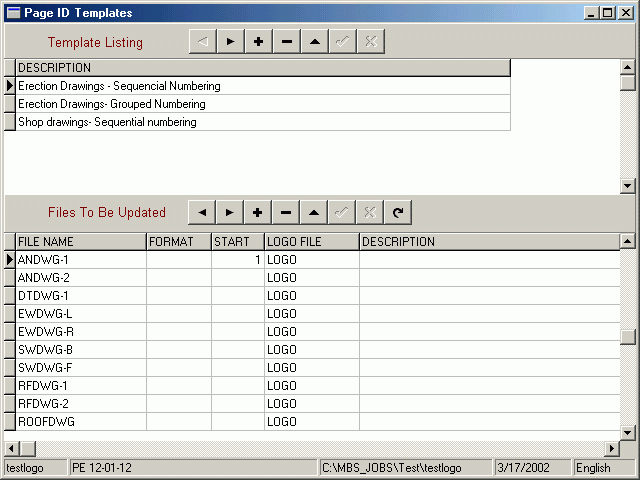 Page ID Templates
Template Listing
DESCRIPTION
Erection Drawings - Sequencial Numbering
Erection Drawings- Grouped Numbering
Shop drawings- Sequential numbering
Files To Be Updated
FILE NAME FORMAT START LOGO FILE DESCRIPTION
ANDWG-1 1 LOGO
ANDWG-2 LOGO
DTDWG-1 LOGO
EWDWG-L LOGO
EWDWG-R LOGO
SWDWG-B LOGO
SWDWG-F LOGO
RFDWG-1 LOGO
RFDWG-2 LOGO
ROOFDWG LOGO
testlogo PE 12-01-12 C:\MBS_JOBS\Test\testlogo 3/17/2002 English